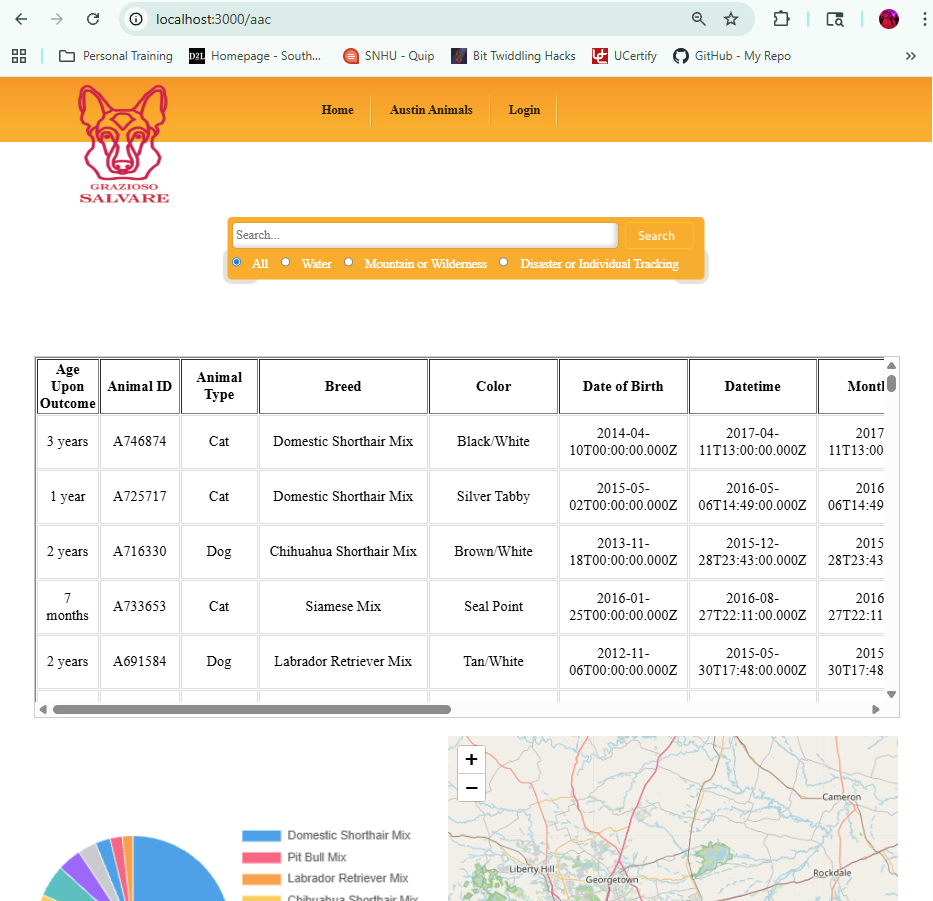 localhost:3000/aac
Personal Training
D2L Homepage - South...
SNHU - Quip
Bit Twiddling Hacks
UCertify
GitHub - My Repo
»
Home
Austin Animals
Login
GRAZIOSO
SALVARE
Search...
Search
All
Water
Mountain or Wilderness
Disaster or Individual Tracking
Age Upon Outcome Animal ID Animal Type Breed Color Date of Birth Datetime
3 years A746874 Cat Domestic Shorthair Mix Black/White 2014-04-10T00:00:00.000Z 2017-04-11T13:00:00.000Z 2017 11T13:00
1 year A725717 Cat Domestic Shorthair Mix Silver Tabby 2015-05-02T00:00:00.000Z 2016-05-06T14:49:00.000Z 2016 06T14:49
2 years A716330 Dog Chihuahua Shorthair Mix Brown/White 2013-11-18T00:00:00.000Z 2015-12-28T23:43:00.000Z 2015 28T23:43
7 months A733653 Cat Siamese Mix Seal Point 2016-01-25T00:00:00.000Z 2016-08-27T22:11:00.000Z 2016 27T22:11
2 years A691584 Dog Labrador Retriever Mix Tan/White 2012-11-06T00:00:00.000Z 2015-05-30T17:48:00.000Z 2015 30T17:48
+
−
Cameron
Domestic Shorthair Mix
Pit Bull Mix
Labrador Retriever Mix
Chihuahua Shorthair Mix
Liberty Hill
Georgetown
Rockdale